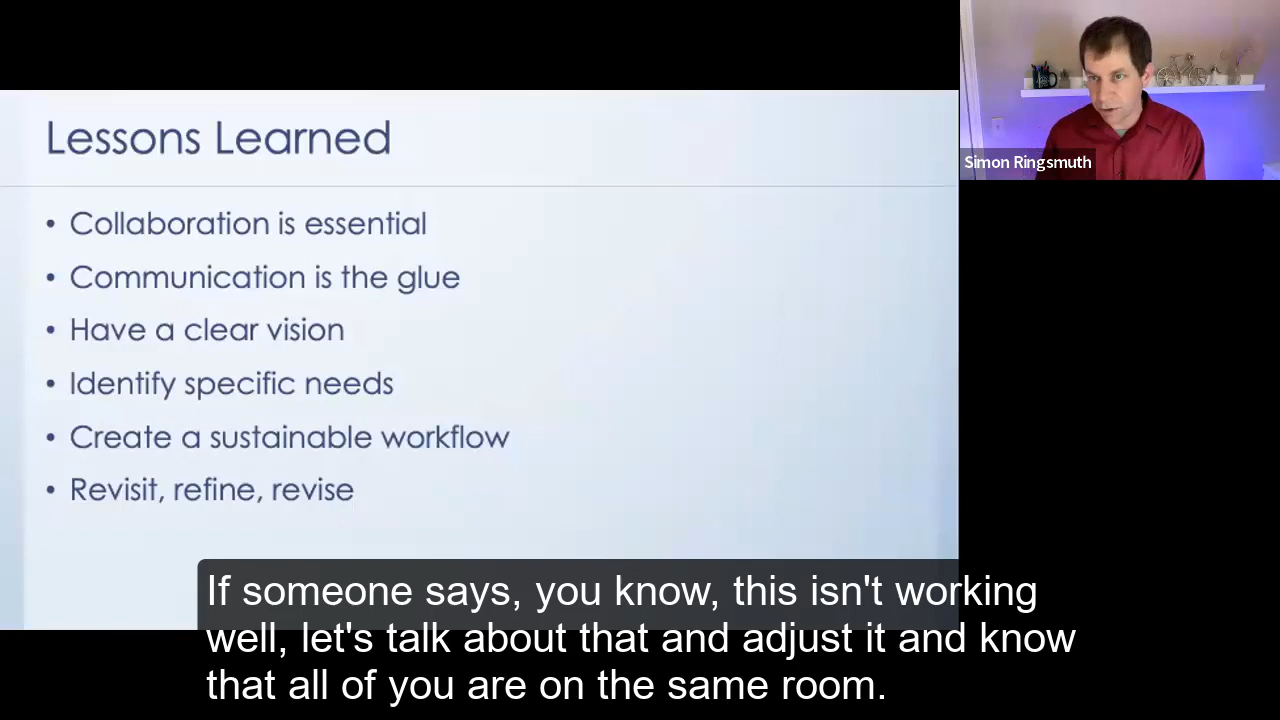 Lessons Learned
• Collaboration is essential
• Communication is the glue
• Have a clear vision
• Identify specific needs
• Create a sustainable workflow
• Revisit, refine, revise
Simon Ringsmuth
If someone says, you know, this isn't working
well, let's talk about that and adjust it and know
that all of you are on the same room.